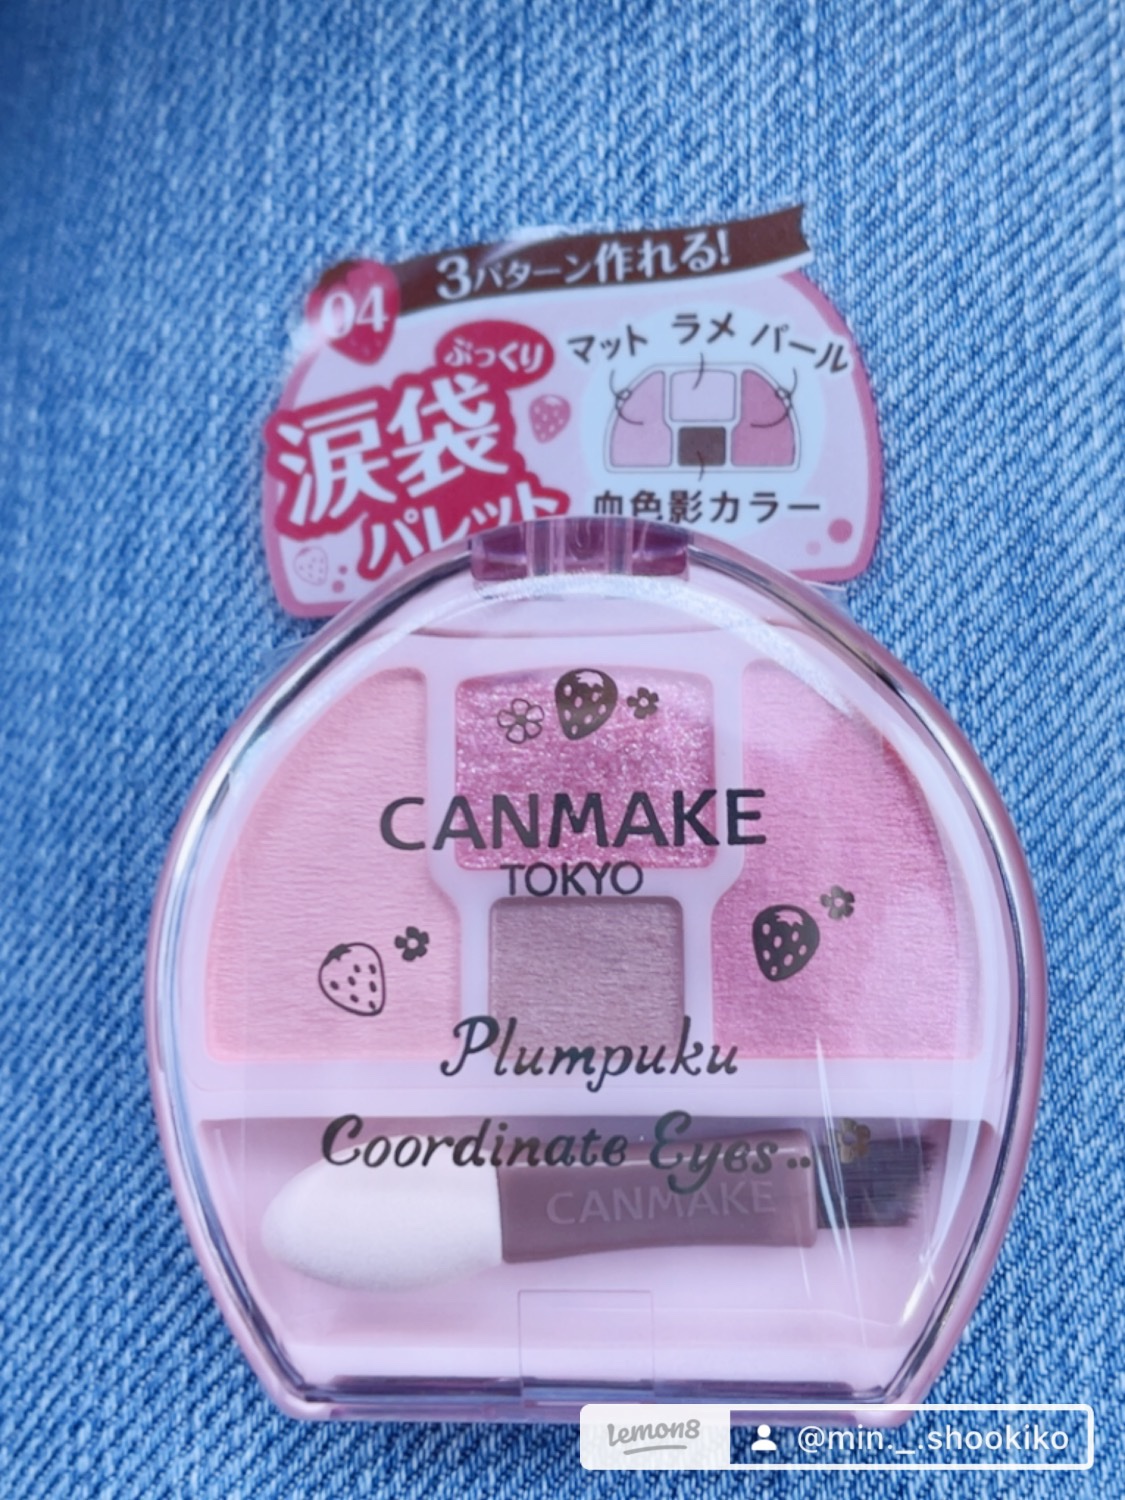 3パターン作れる!
04
ぷっくり
涙袋
パレット
マット ラメ パール
血色影カラー
CANMAKE
TOKYO
Plumpuku
Coordinate Eyes..
CANMAKE
lemon8 @min._.shookiko